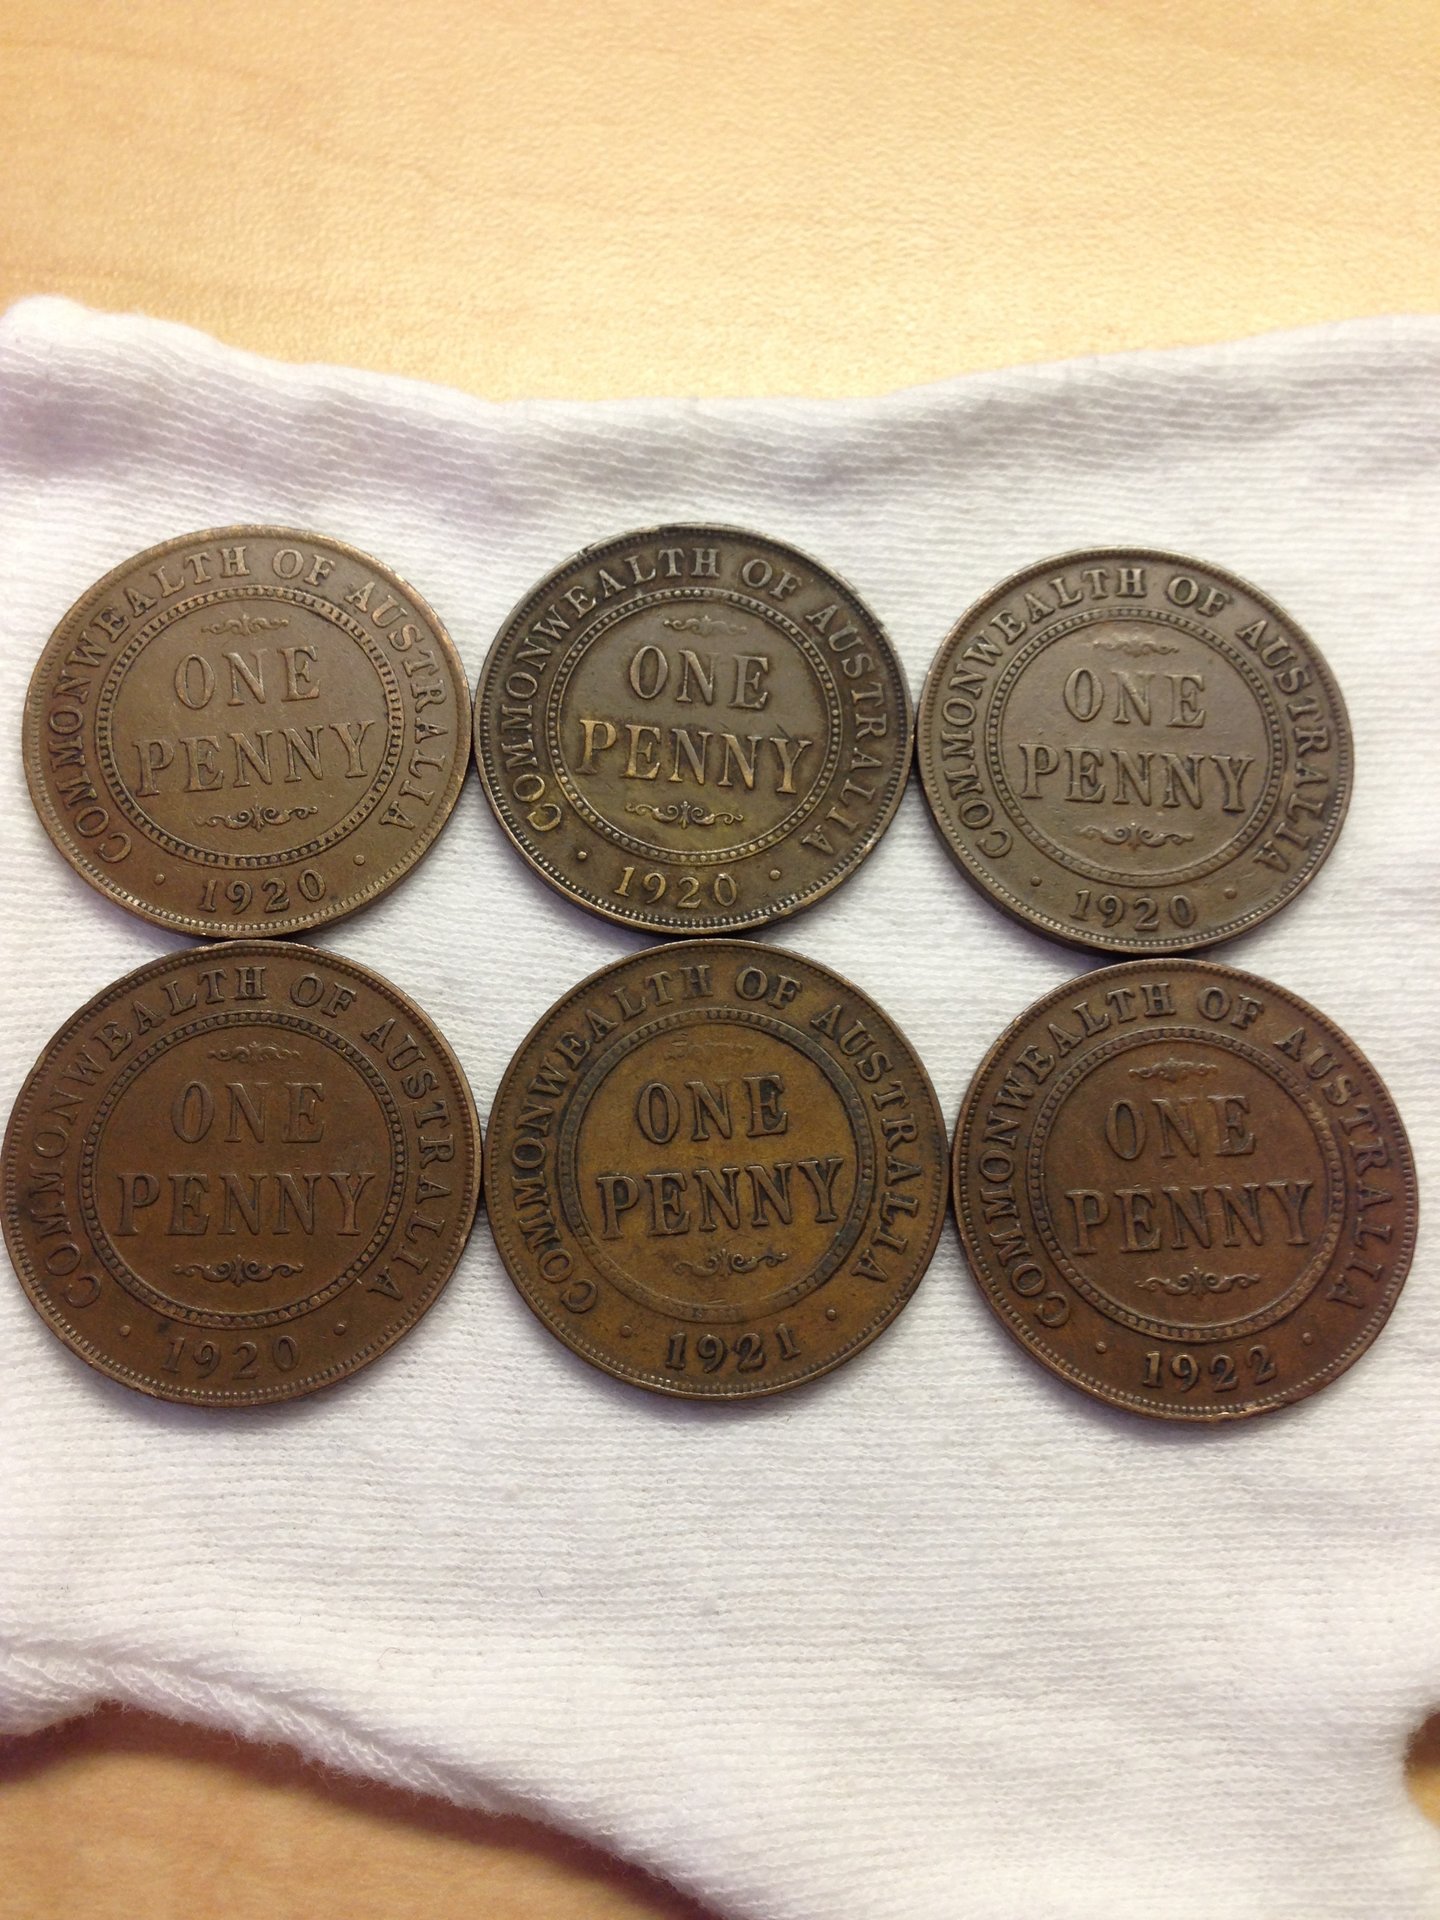 COMMONWEALTH OF AUSTRALIA
ONE
PENNY
· 1920 ·
COMMONWEALTH OF AUSTRALIA
ONE
PENNY
· 1920 ·
COMMONWEALTH OF AUSTRALIA
ONE
PENNY
· 1920 ·
COMMONWEALTH OF AUSTRALIA
ONE
PENNY
· 1920 ·
COMMONWEALTH OF AUSTRALIA
ONE
PENNY
· 1921 ·
COMMONWEALTH OF AUSTRALIA
ONE
PENNY
· 1922 ·